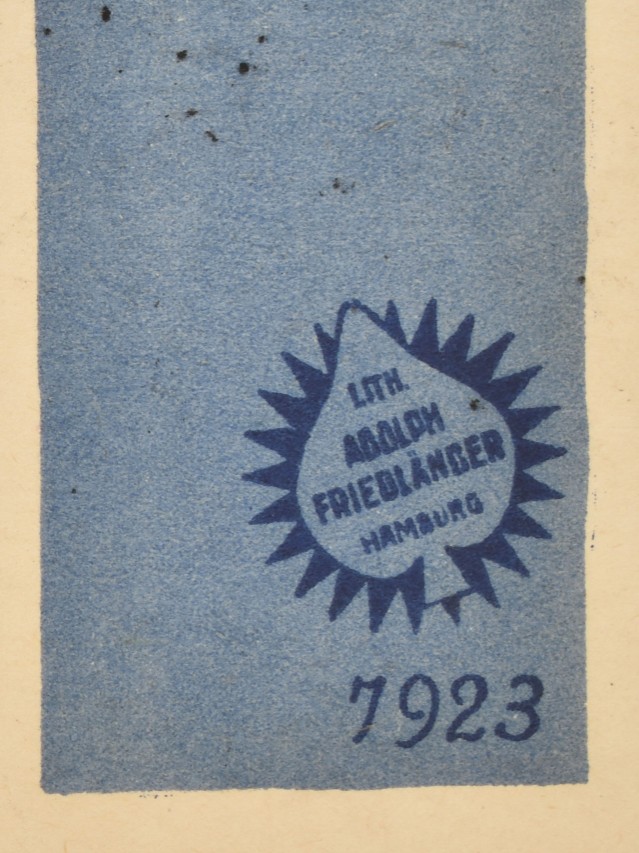 LITH.
ADOLPH
FRIEDLÄNDER
HAMBURG
7923